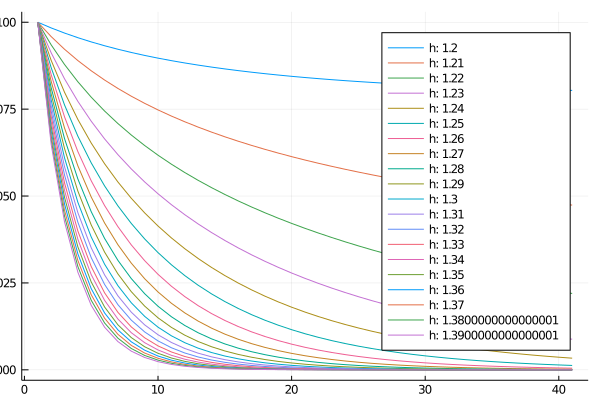 100
h: 1.2
h: 1.21
h: 1.22
075
h: 1.23
h: 1.24
h: 1.25
h: 1.26
h: 1.27
h: 1.28
050
h: 1.29
h: 1.3
h: 1.31
h: 1.32
h: 1.33
025
h: 1.34
h: 1.35
h: 1.36
h: 1.37
h: 1.3800000000000001
h: 1.3900000000000001
000
0
10
20
30
40